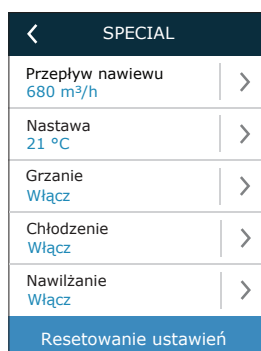 SPECIAL
Przepływ nawiewu
680 m³/h
Nastawa
21 °C
Grzanie
Włącz
Chłodzenie
Włącz
Nawilżanie
Włącz
Resetowanie ustawień